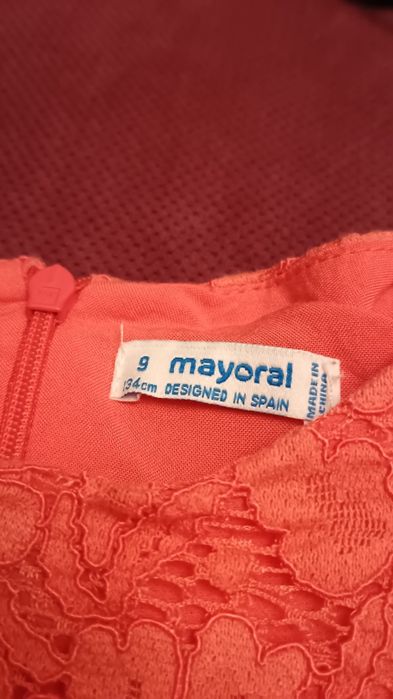 9 mayoral
134cm DESIGNED IN SPAIN
MADE IN
CHINA